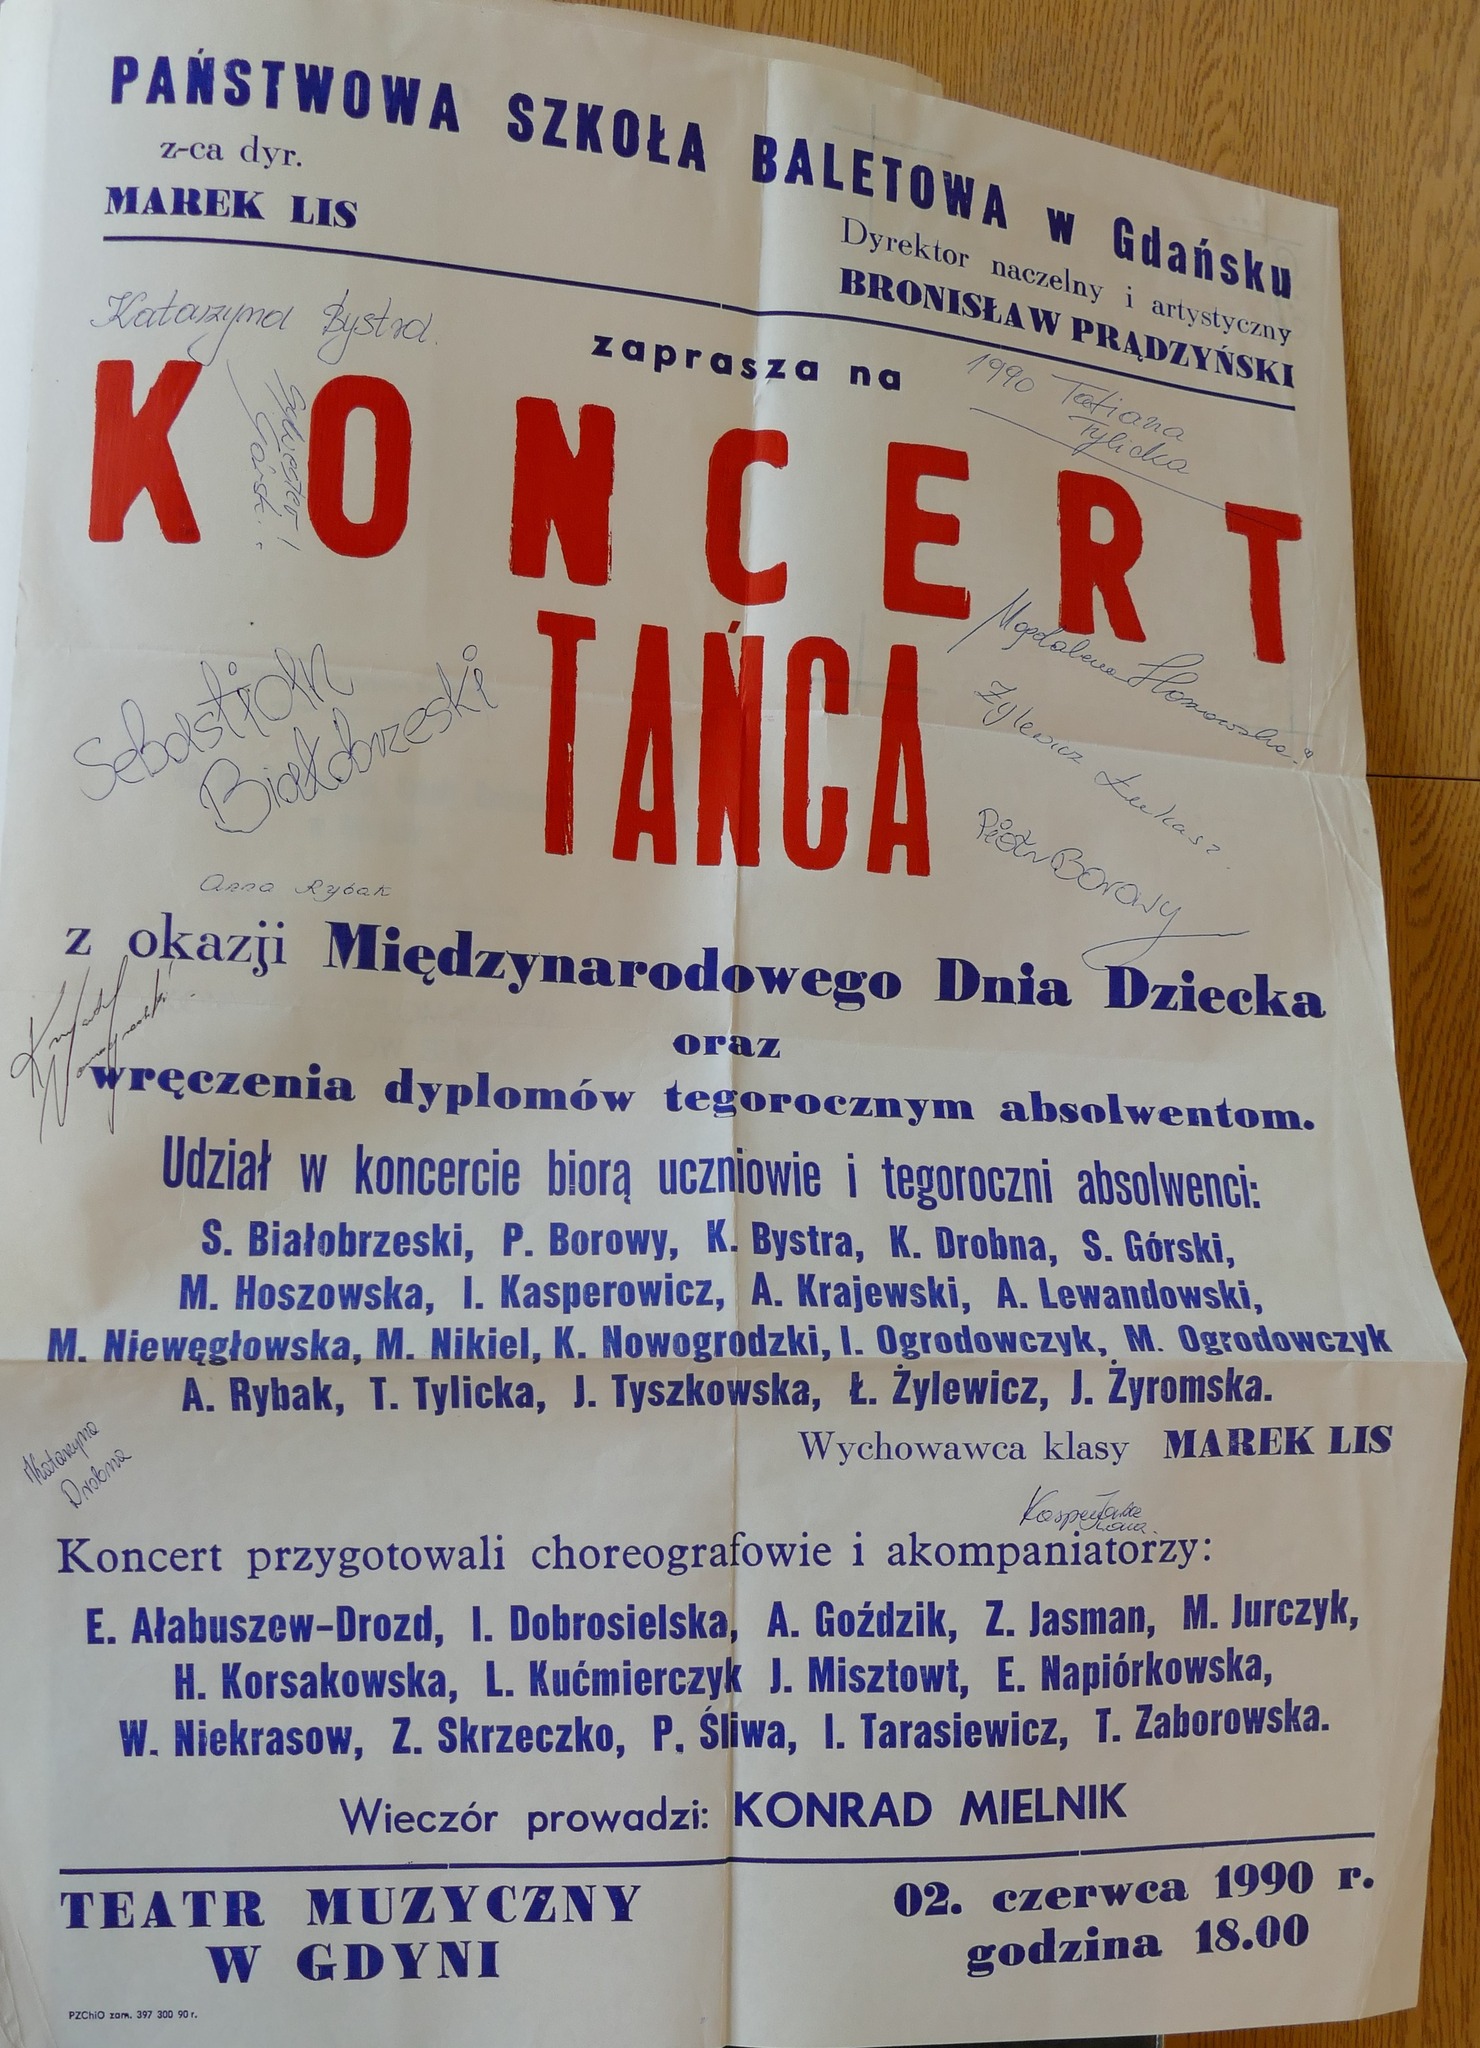 PAŃSTWOWA SZKOŁA BALETOWA w Gdańsku
z-ca dyr.
MAREK LIS
Dyrektor naczelny i artystyczny
BRONISŁAW PRĄDZYŃSKI
Katarzyna Bystra.
zaprasza na
1990 Tatiana
Tylicka
KONCERT
Sylwester
TAŃCA
Magdalena Hoszowska
Sebastian
Białobrzeski
Żylewicz Łukasz.
Piotr Borowy
Anna Rybak
z okazji Międzynarodowego Dnia Dziecka
oraz
wręczenia dyplomów tegorocznym absolwentom.
Udział w koncercie biorą uczniowie i tegoroczni absolwenci:
S. Białobrzeski, P. Borowy, K. Bystra, K. Drobna, S. Górski,
M. Hoszowska, I. Kasperowicz, A. Krajewski, A. Lewandowski,
M. Niewęgłowska, M. Nikiel, K. Nowogrodzki, I. Ogrodowczyk, M. Ogrodowczyk
A. Rybak, T. Tylicka, J. Tyszkowska, Ł. Żylewicz, J. Żyromska.
Katarzyna
Drobna
Wychowawca klasy MAREK LIS
Koncert przygotowali choreografowie i akompaniatorzy:
E. Ałabuszew-Drozd, I. Dobrosielska, A. Goździk, Z. Jasman, M. Jurczyk,
H. Korsakowska, L. Kućmierczyk J. Misztowt, E. Napiórkowska,
W. Niekrasow, Z. Skrzeczko, P. Śliwa, I. Tarasiewicz, T. Zaborowska.
Wieczór prowadzi: KONRAD MIELNIK
TEATR MUZYCZNY
W GDYNI
02. czerwca 1990 r.
godzina 18.00
PZChiO zam. 397 300 90 r.